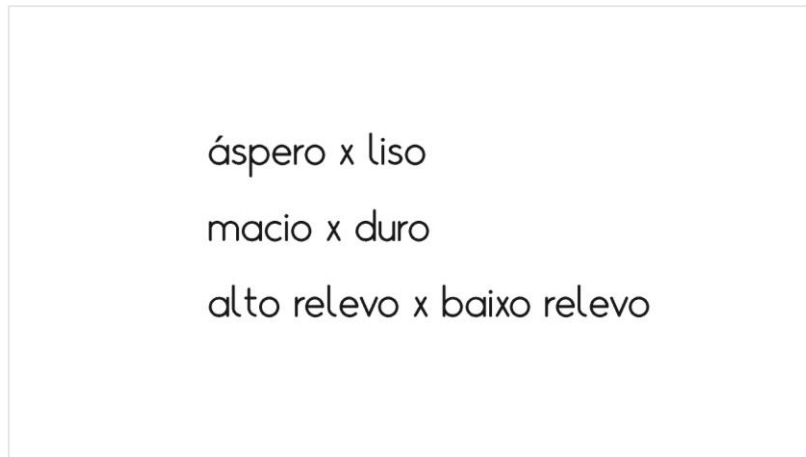 áspero x liso
macio x duro
alto relevo x baixo relevo